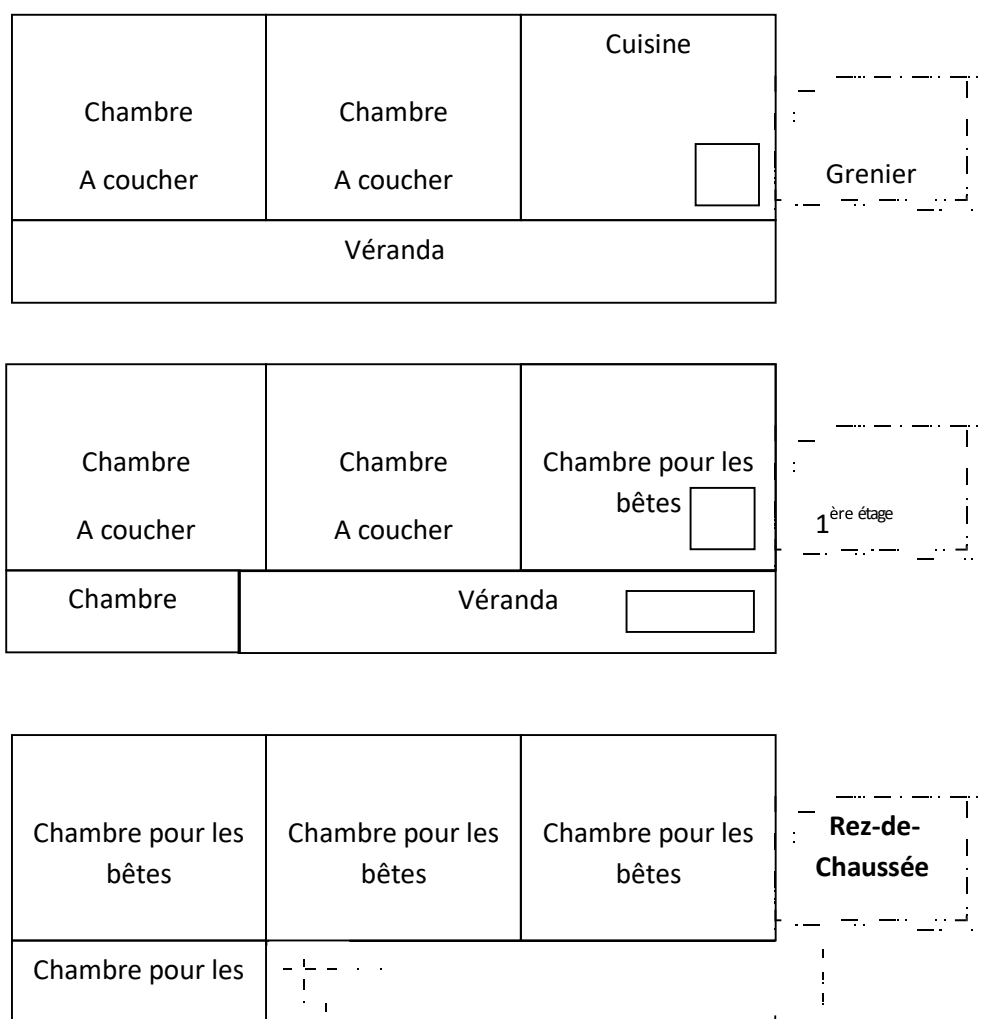 Cuisine
Chambre
A coucher
Chambre
A coucher
Grenier
Véranda
Chambre
A coucher
Chambre
A coucher
Chambre pour les
bêtes
1ère étage
Chambre
Véranda
Chambre pour les
bêtes
Chambre pour les
bêtes
Chambre pour les
bêtes
Rez-de-
Chaussée
Chambre pour les